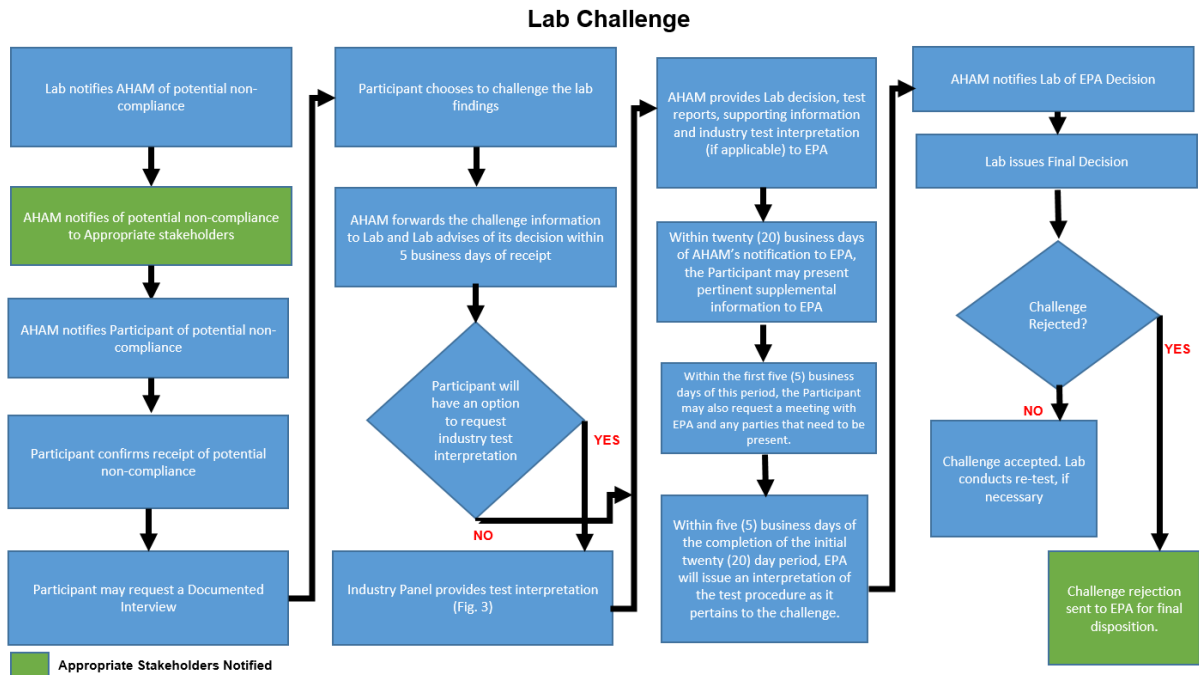 Lab Challenge
Lab notifies AHAM of potential non-
compliance
AHAM notifies of potential non-compliance
to Appropriate stakeholders
AHAM notifies Participant of potential non-
compliance
Participant confirms receipt of potential
non-compliance
Participant may request a Documented
Interview
Appropriate Stakeholders Notified
Participant chooses to challenge the lab
findings
AHAM forwards the challenge information
to Lab and Lab advises of its decision within
5 business days of receipt
Participant will
have an option
to request
industry test
interpretation
YES
NO
Industry Panel provides test interpretation
(Fig. 3)
AHAM provides Lab decision, test
reports, supporting information
and industry test interpretation
(if applicable) to EPA
Within twenty (20) business days
of AHAM's notification to EPA,
the Participant may present
pertinent supplemental
information to EPA
Within the first five (5) business
days of this period, the Participant
may also request a meeting with
EPA and any parties that need to be
present.
Within five (5) business days of
the completion of the initial
twenty (20) day period, EPA
will issue an interpretation of
the test procedure as it
pertains to the challenge.
AHAM notifies Lab of EPA Decision
Lab issues Final Decision
Challenge
Rejected?
YES
NO
Challenge accepted. Lab
conducts re-test, if
necessary
Challenge rejection
sent to EPA for final
disposition.